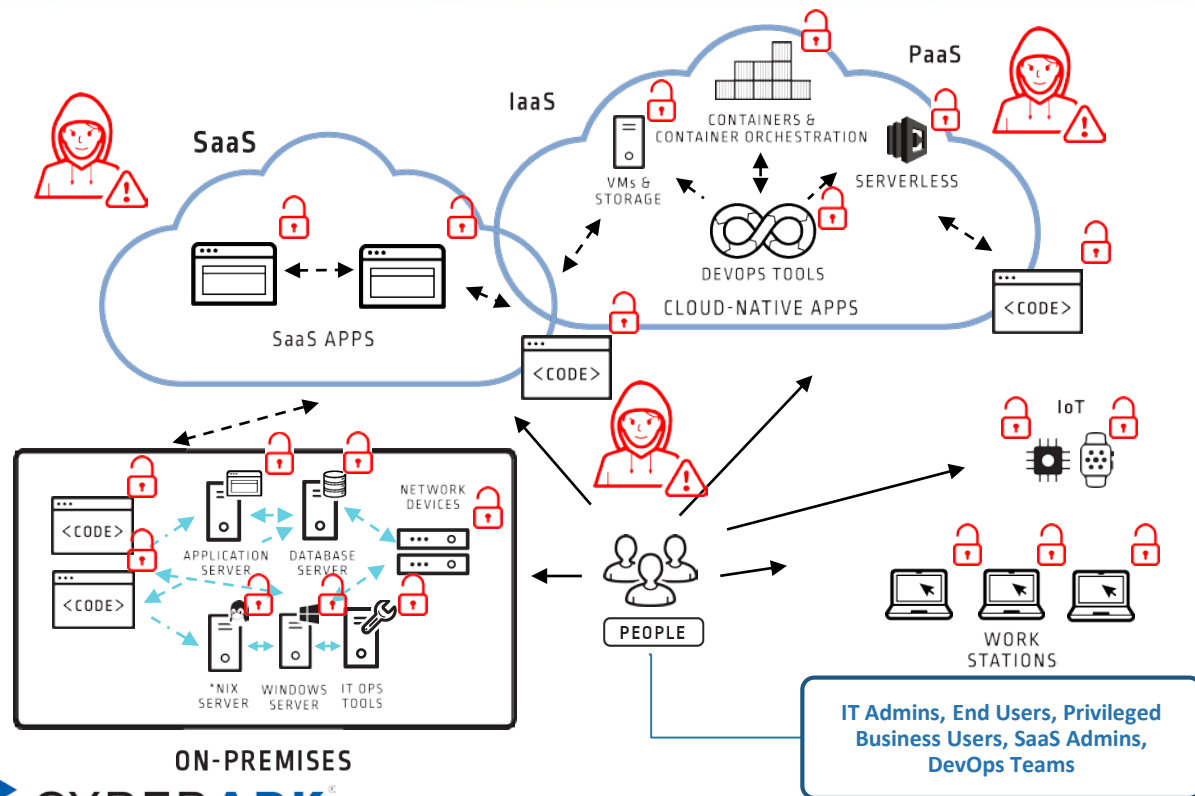 SaaS
IaaS
PaaS
CONTAINERS &
CONTAINER ORCHESTRATION
VMs &
STORAGE
SERVERLESS
DEVOPS TOOLS
CLOUD-NATIVE APPS
SaaS APPS
<CODE>
<CODE>
IoT
<CODE>
<CODE>
APPLICATION
SERVER
DATABASE
SERVER
NETWORK
DEVICES
*NIX
SERVER
WINDOWS
SERVER
IT OPS
TOOLS
ON-PREMISES
PEOPLE
WORK
STATIONS
IT Admins, End Users, Privileged
Business Users, SaaS Admins,
DevOps Teams
CYBERARK®